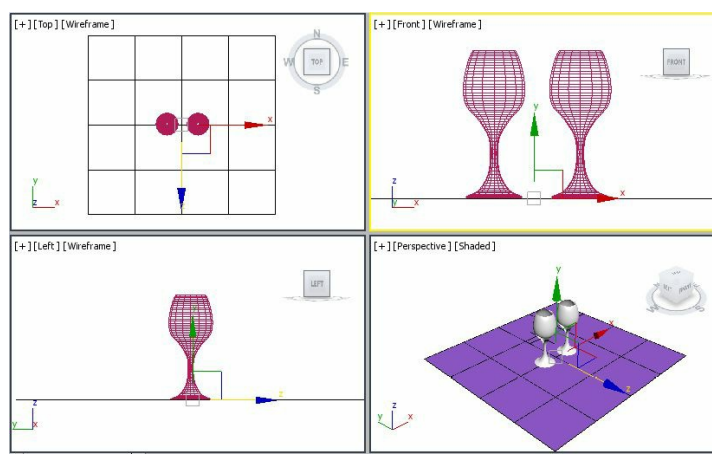 [+] [Top] [Wireframe]
N
W
TOP
E
S
x
y
z
x
[+] [Front] [Wireframe]
FRONT
y
x
z
y
x
[+] [Left] [Wireframe]
LEFT
z
z
y
x
[+] [Perspective] [Shaded]
y
x
z
z
y
x